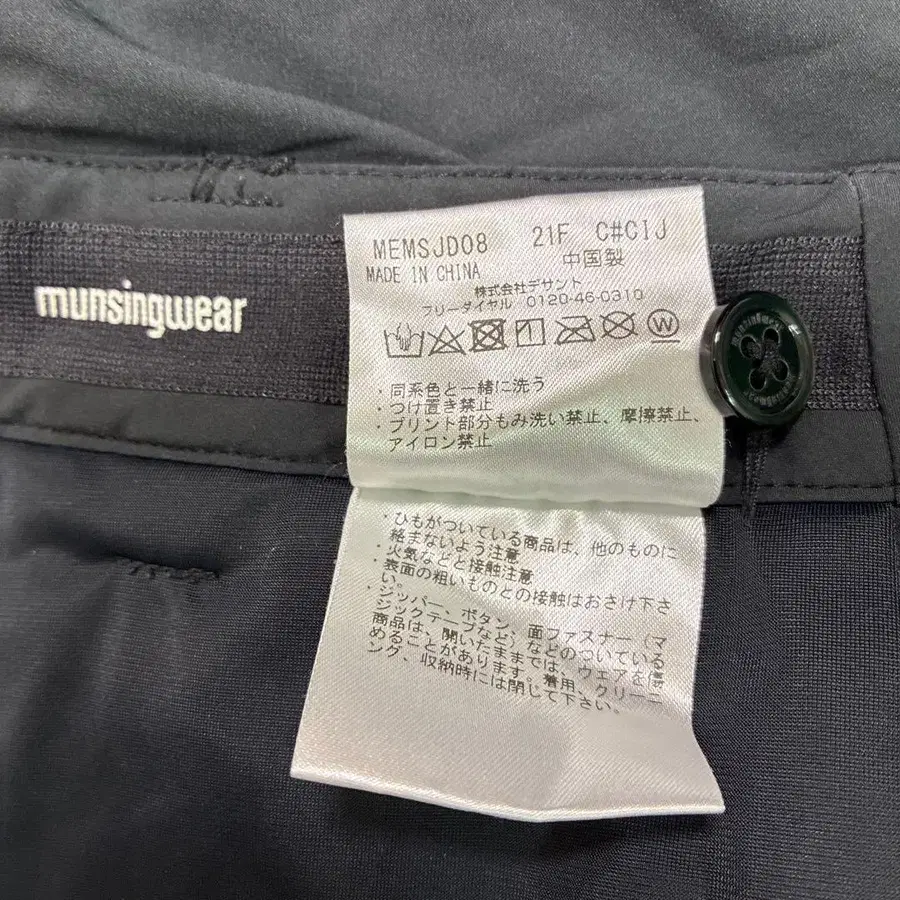 munsingwear
MEMSJD08 21F C#CIJ
MADE IN CHINA 中国製
株式会社デサント
フリーダイヤル 0120-46-0310
W
・同系色と一緒に洗う
・つけ置き禁止
・プリント部分もみ洗い禁止、摩擦禁止、
アイロン禁止
munsingwear
munsingwear
・ひもがついている商品は、他のものに
絡まないよう注意
・火気などと接触注意
・表面の粗いものとの接触はおさけ下さ
い。
・ジッパー、ボタン、面ファスナー(マ
ジックテープなど)などのついている
商品は、開いたままでは、ウェアを傷
めることがあります。着用、クリーニ
ング、収納時には閉じて下さい。